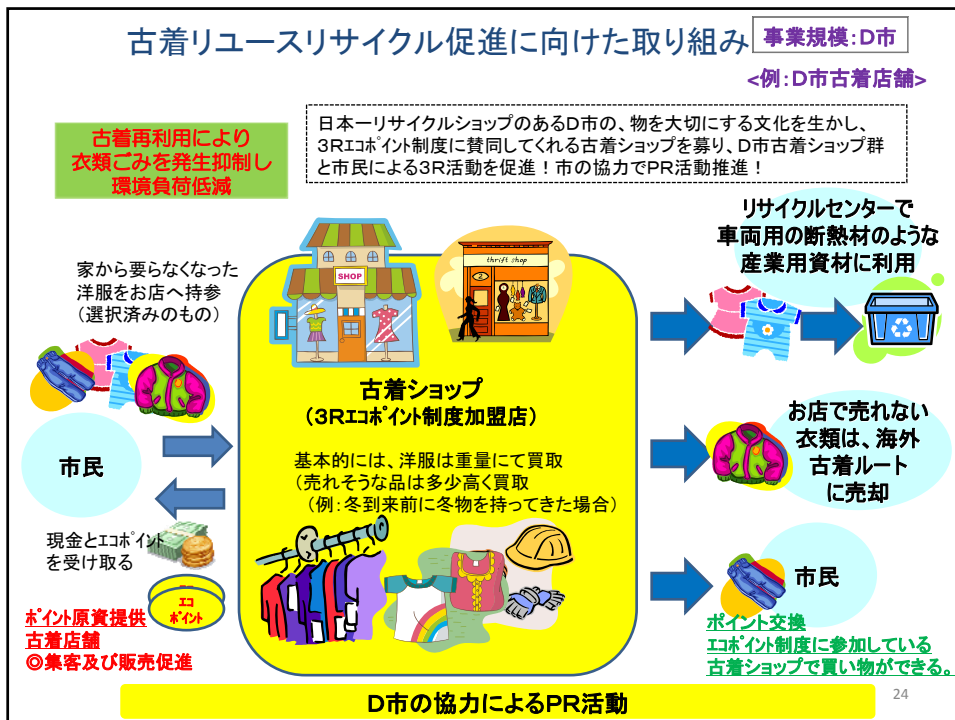 古着リユースリサイクル促進に向けた取り組み
事業規模:D市
<例:D市古着店舗>
古着再利用により
衣類ごみを発生抑制し
環境負荷低減
日本一リサイクルショップのあるD市の、物を大切にする文化を生かし、
3Rエコポイント制度に賛同してくれる古着ショップを募り、D市古着ショップ群
と市民による3R活動を促進！市の協力でPR活動推進！
家から要らなくなった
洋服をお店へ持参
(選択済みのもの)
市民
現金とエコポイント
を受け取る
エコ
ポイント
ポイント原資提供
古着店舗
◎集客及び販売促進
SHOP
thrift shop
2
古着ショップ
(3Rエコポイント制度加盟店)
基本的には、洋服は重量にて買取
(売れそうな品は多少高く買取
(例:冬到来前に冬物を持ってきた場合)
リサイクルセンターで
車両用の断熱材のような
産業用資材に利用
お店で売れない
衣類は、海外
古着ルート
に売却
市民
ポイント交換
エコポイント制度に参加している
古着ショップで買い物ができる。
D市の協力によるPR活動
24